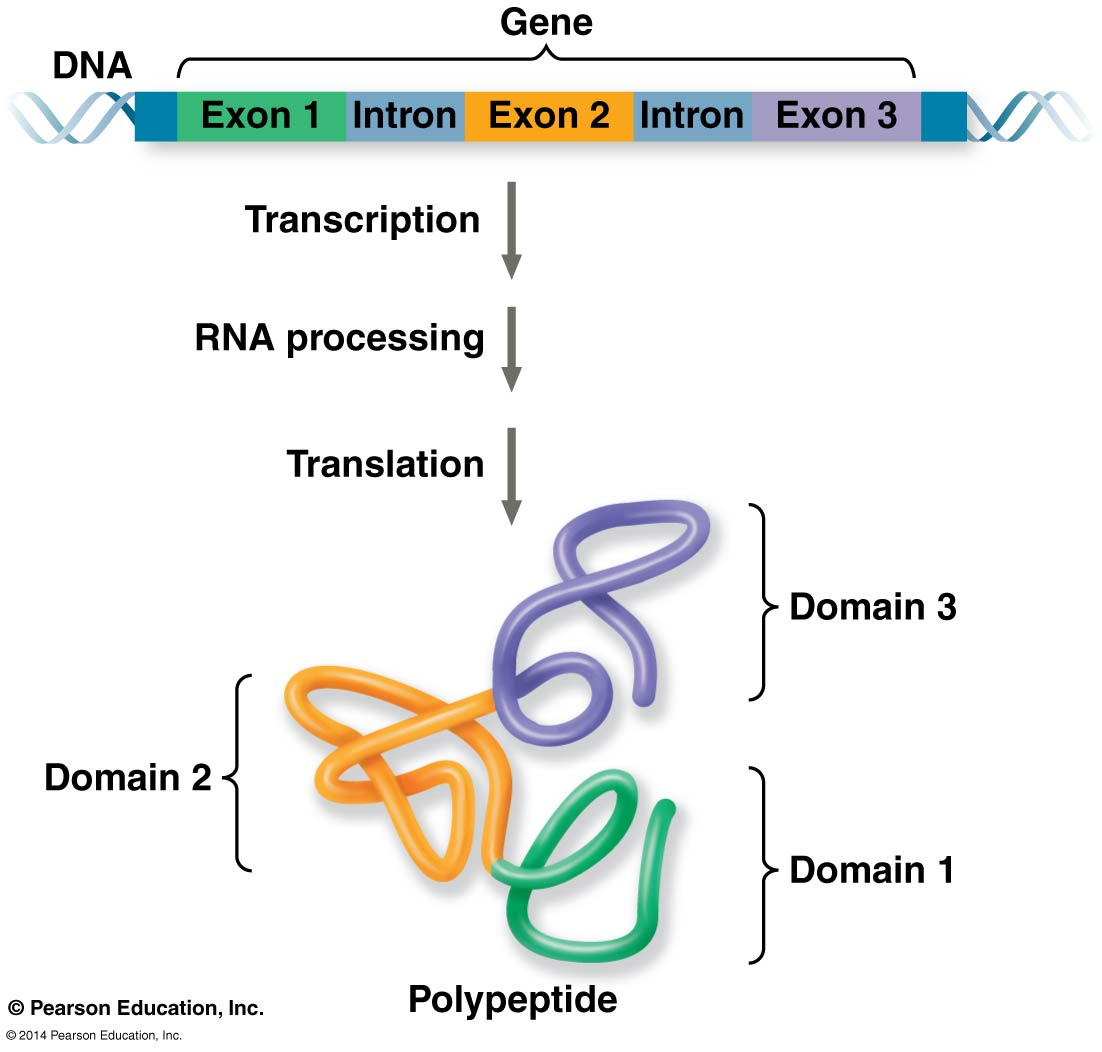 Gene
DNA
Exon 1 Intron Exon 2 Intron Exon 3
Transcription
RNA processing
Translation
Domain 3
Domain 2
Domain 1
Polypeptide
© Pearson Education, Inc.
© 2014 Pearson Education, Inc.